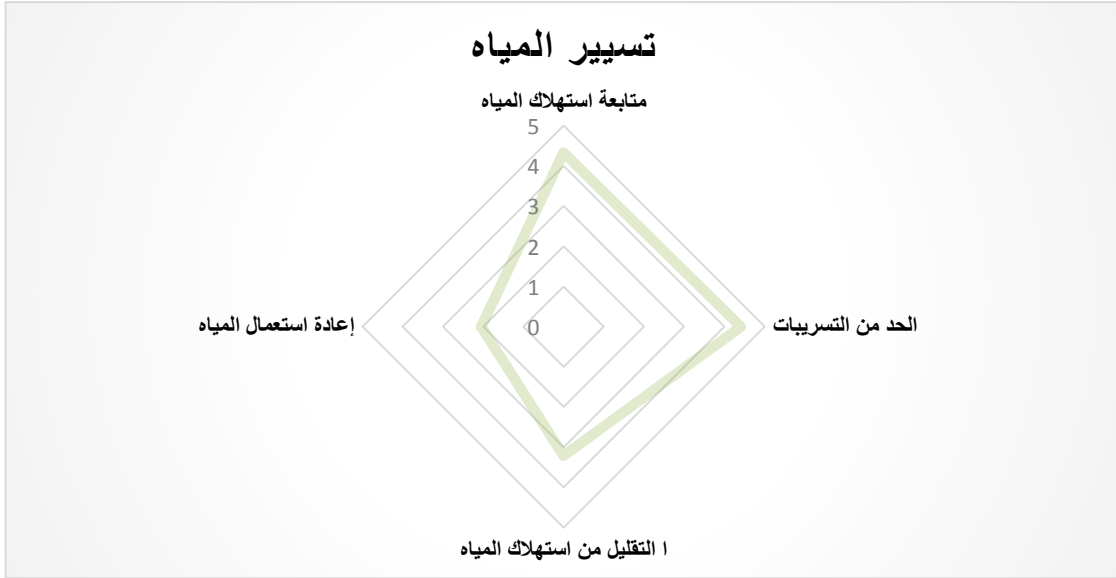 تسيير المياه
متابعة استهلاك المياه
5
4
3
2
1
0
إعادة استعمال المياه
الحد من التسريبات
ا التقليل من استهلاك المياه